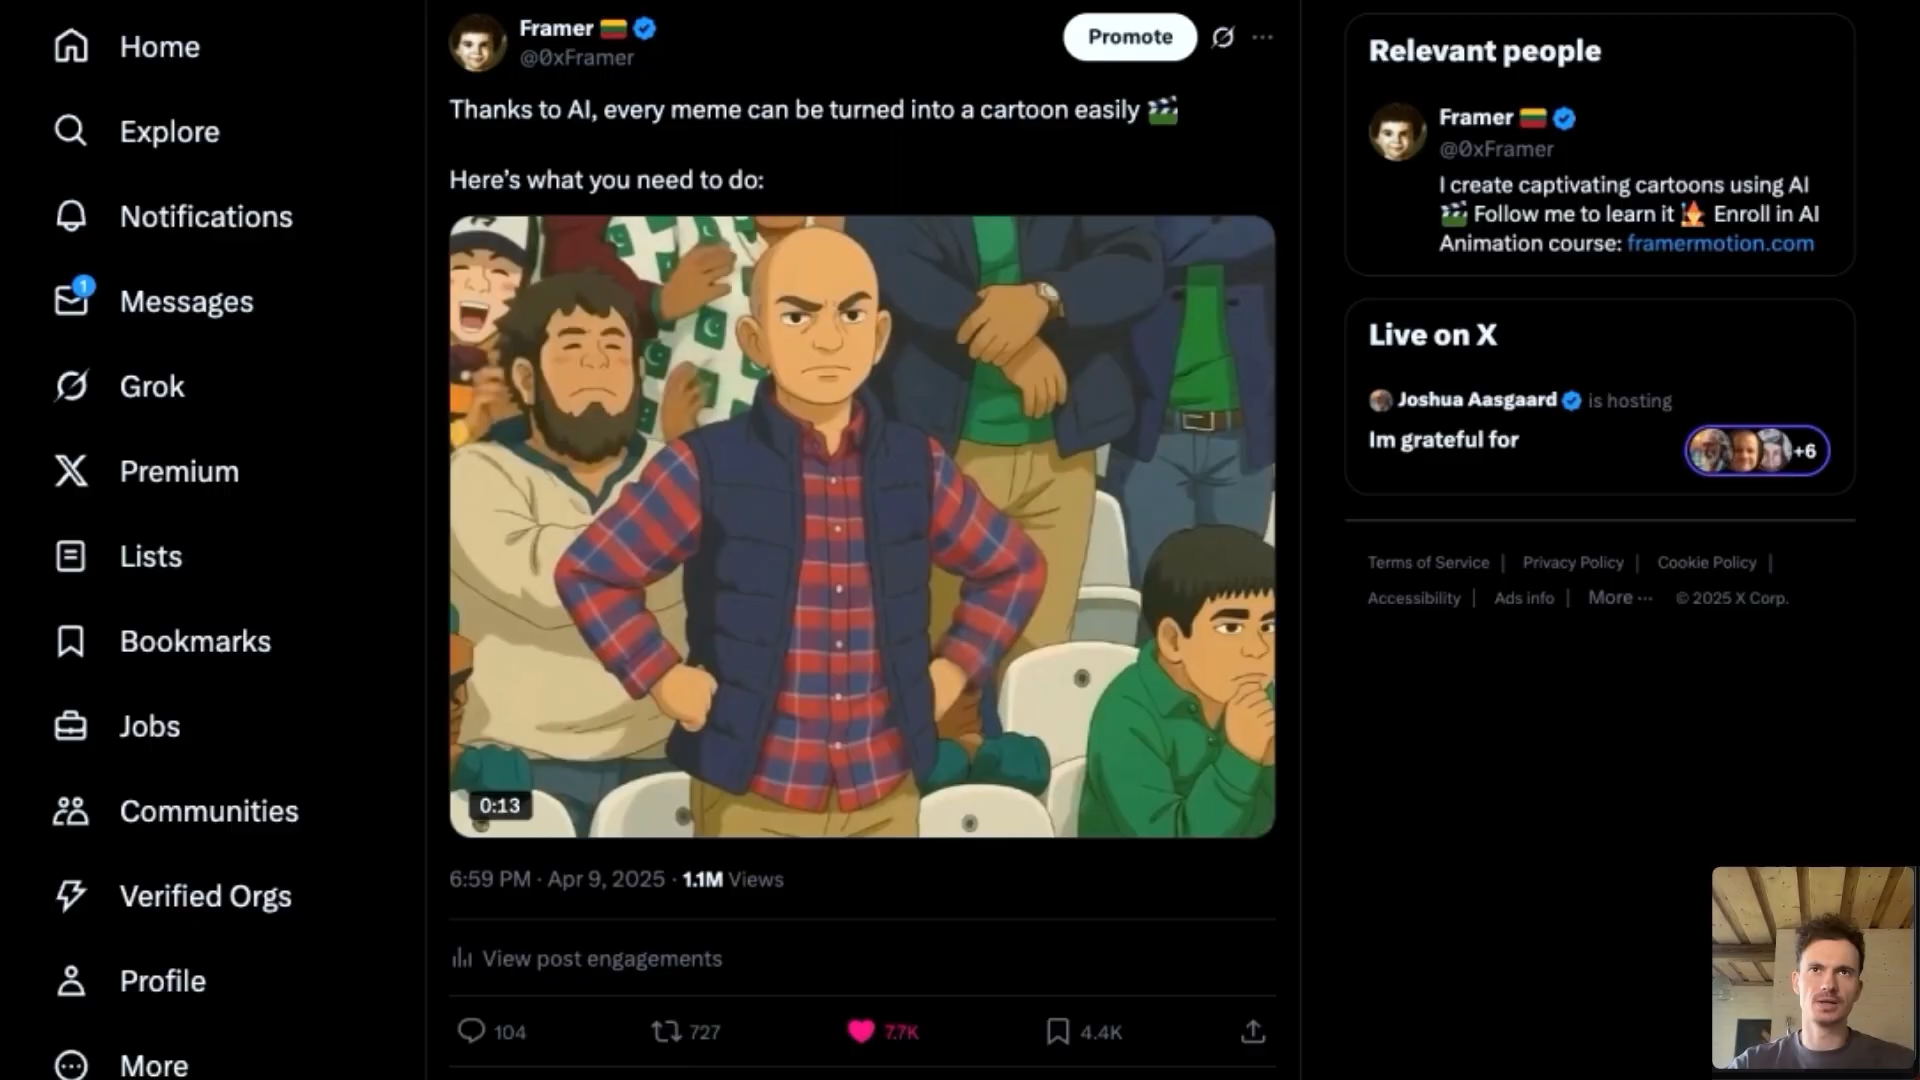 Home
Explore
Notifications
1
Messages
Grok
Premium
Lists
Bookmarks
Jobs
Communities
Verified Orgs
Profile
More
Framer
@0xFramer
Promote
Thanks to AI, every meme can be turned into a cartoon easily
Here's what you need to do:
0:13
6:59 PM · Apr 9, 2025 · 1.1M Views
View post engagements
104
727
7.7K
4.4K
Relevant people
Framer
@0xFramer
I create captivating cartoons using AI
Follow me to learn it Enroll in AI
Animation course: framermotion.com
Live on X
Joshua Aasgaard is hosting
Im grateful for
+6
Terms of Service | Privacy Policy | Cookie Policy |
Accessibility | Ads info | More ··· © 2025 X Corp.